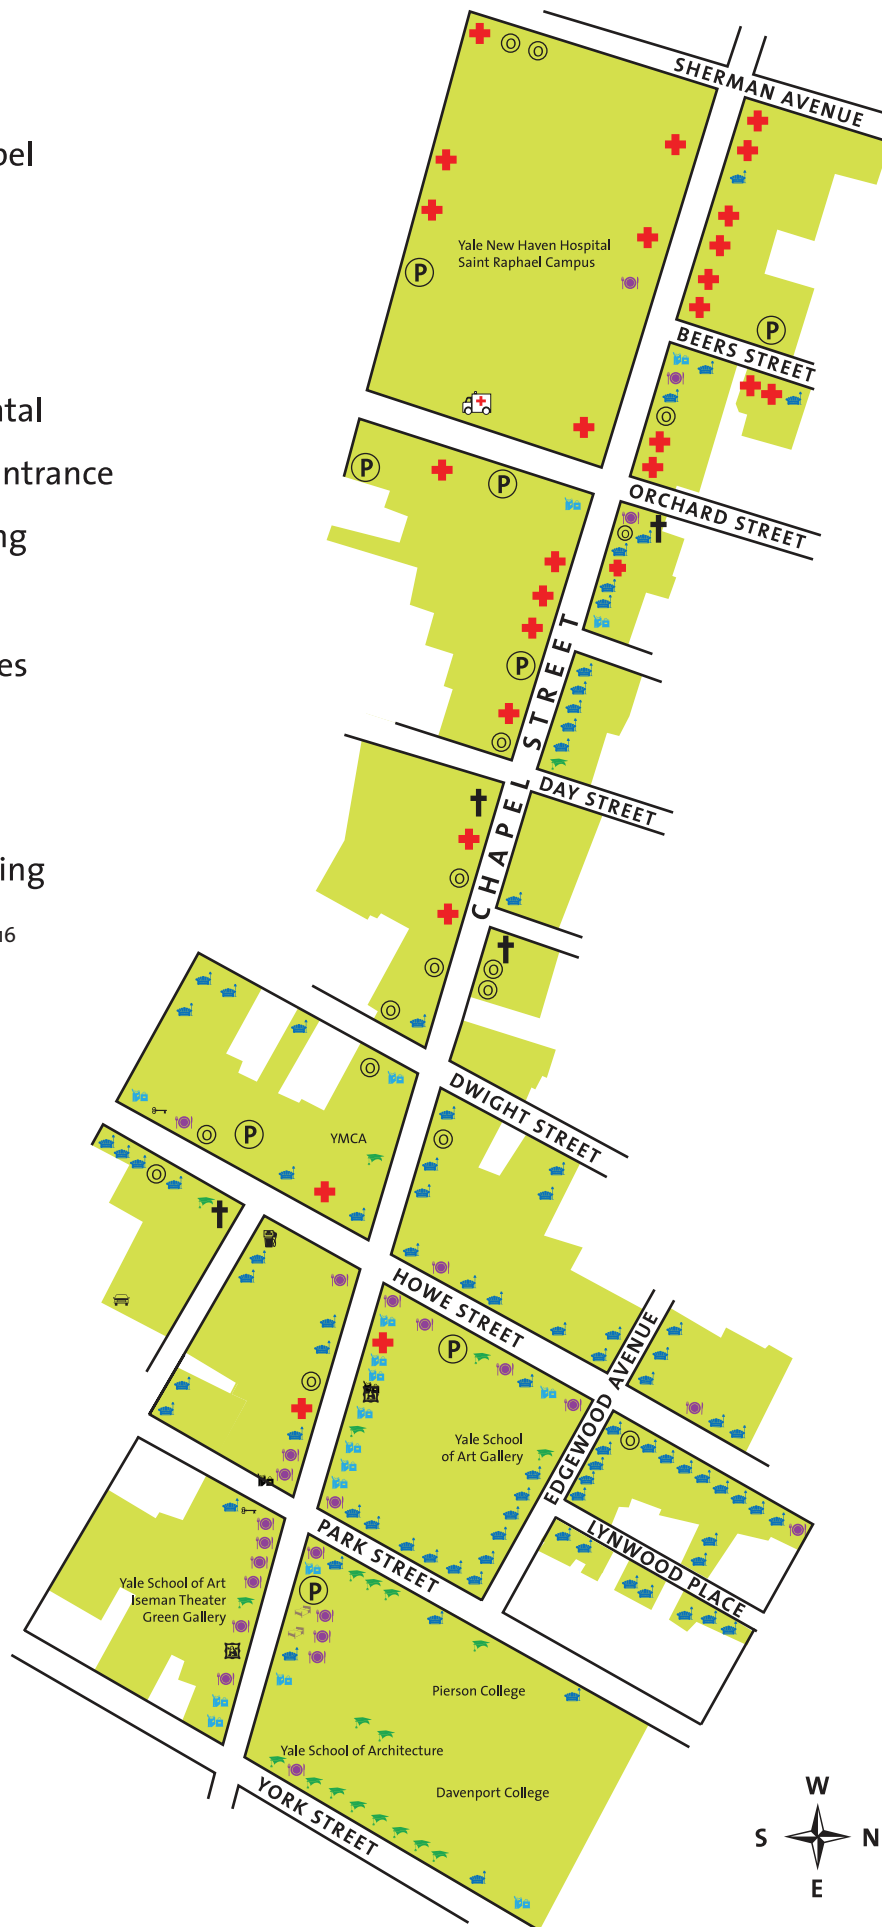 SHERMAN AVENUE
pel
Yale New Haven Hospital
Saint Raphael Campus
P
P
BEERS STREET
ntal
P
P
ntrance
ORCHARD STREET
ng
CHAPEL STREET
P
es
DAY STREET
ing
16
DWIGHT STREET
P
YMCA
HOWE STREET
P
EDGEWOOD AVENUE
Yale School
of Art Gallery
PARK STREET
LYNWOOD PLACE
P
Yale School of Art
Iseman Theater
Green Gallery
Pierson College
Yale School of Architecture
Davenport College
YORK STREET
W
S N
E